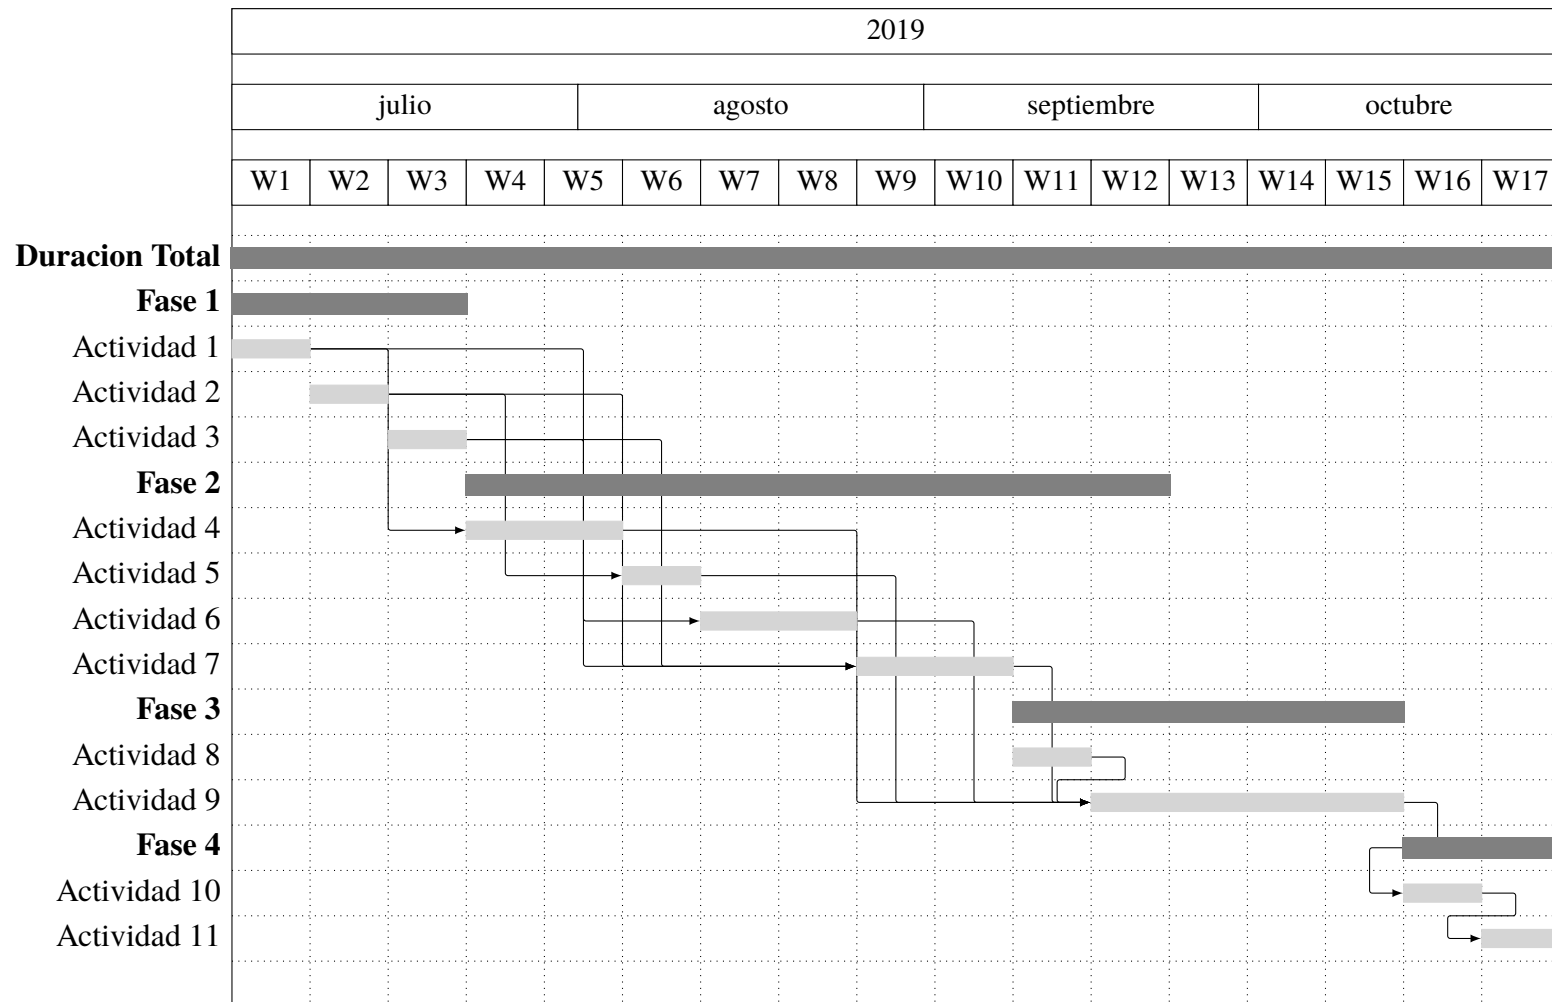 2019
julio agosto septiembre octubre
W1 W2 W3 W4 W5 W6 W7 W8 W9 W10 W11 W12 W13 W14 W15 W16 W17
Duracion Total
Fase 1
Actividad 1
Actividad 2
Actividad 3
Fase 2
Actividad 4
Actividad 5
Actividad 6
Actividad 7
Fase 3
Actividad 8
Actividad 9
Fase 4
Actividad 10
Actividad 11